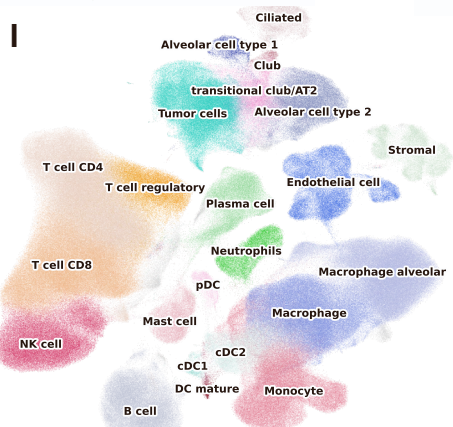 I
Ciliated
Alveolar cell type 1
Club
transitional club/AT2
Tumor cells
Alveolar cell type 2
Stromal
T cell CD4
T cell regulatory
Endothelial cell
Plasma cell
Neutrophils
T cell CD8
Macrophage alveolar
pDC
Macrophage
Mast cell
NK cell
cDC2
cDC1
DC mature
Monocyte
B cell